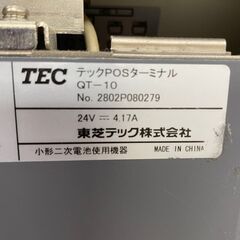 TEC テックPOSターミナル
QT-10
No. 2802P080279
24V ⎓ 4.17A
東芝テック株式会社
小形二次電池使用機器 MADE IN CHINA